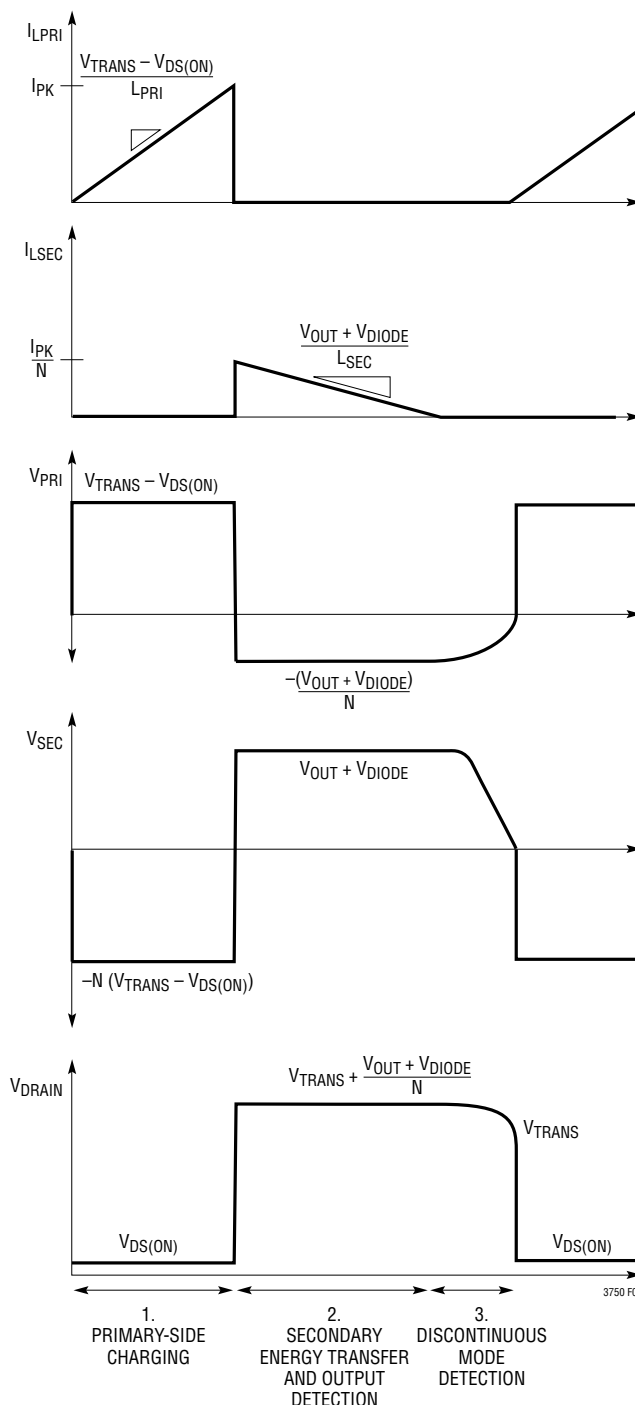 I_LPRI
V_TRANS – V_DS(ON)
L_PRI
I_PK
I_LSEC
V_OUT + V_DIODE
L_SEC
I_PK
N
V_PRI
V_TRANS – V_DS(ON)
–(V_OUT + V_DIODE)
N
V_SEC
V_OUT + V_DIODE
–N (V_TRANS – V_DS(ON))
V_DRAIN
V_TRANS + V_OUT + V_DIODE
N
V_TRANS
V_DS(ON)
V_DS(ON)
3750 F0
1.
PRIMARY-SIDE
CHARGING
2.
SECONDARY
ENERGY TRANSFER
AND OUTPUT
DETECTION
3.
DISCONTINUOUS
MODE
DETECTION